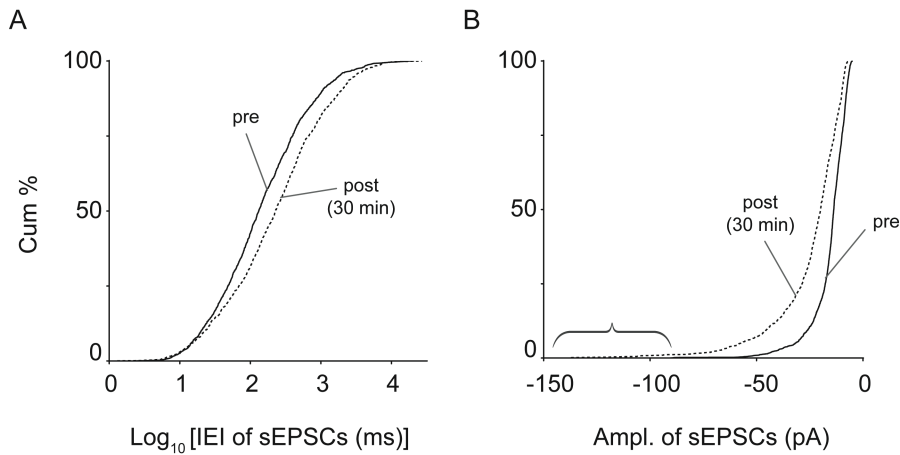 A
B
Cum %
100
50
0
pre
post
(30 min)
0
1
2
3
4
Log10 [IEI of sEPSCs (ms)]
100
50
0
post
(30 min)
pre
-150
-100
-50
0
Ampl. of sEPSCs (pA)